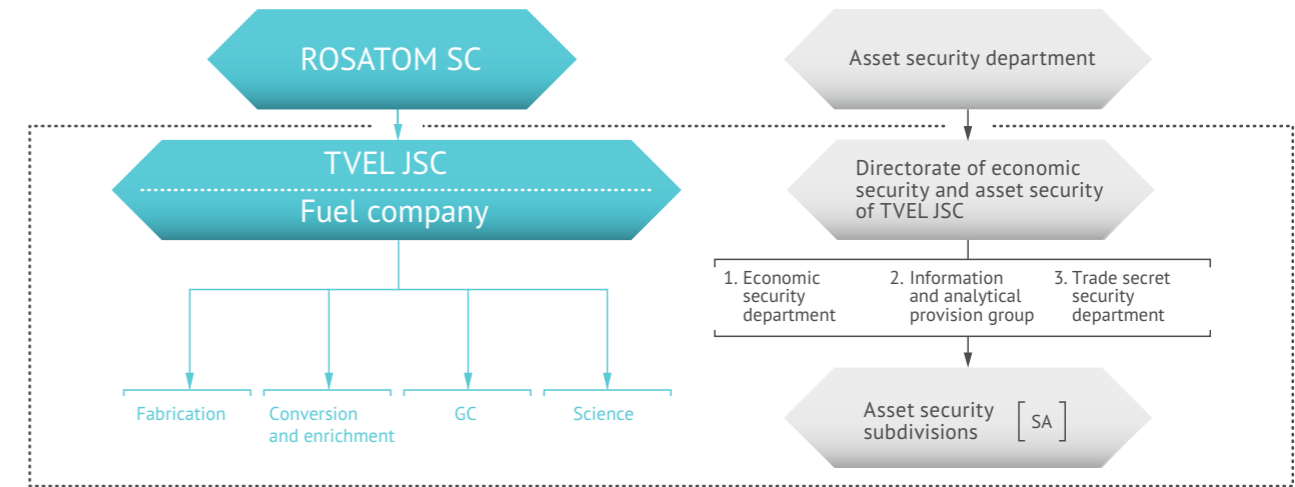 ROSATOM SC
Asset security department
TVEL JSC
Fuel company
Directorate of economic
security and asset security
of TVEL JSC
1. Economic
security
department
2. Information
and analytical
provision group
3. Trade secret
security
department
Fabrication
Conversion
and enrichment
GC
Science
Asset security
subdivisions
[SA]